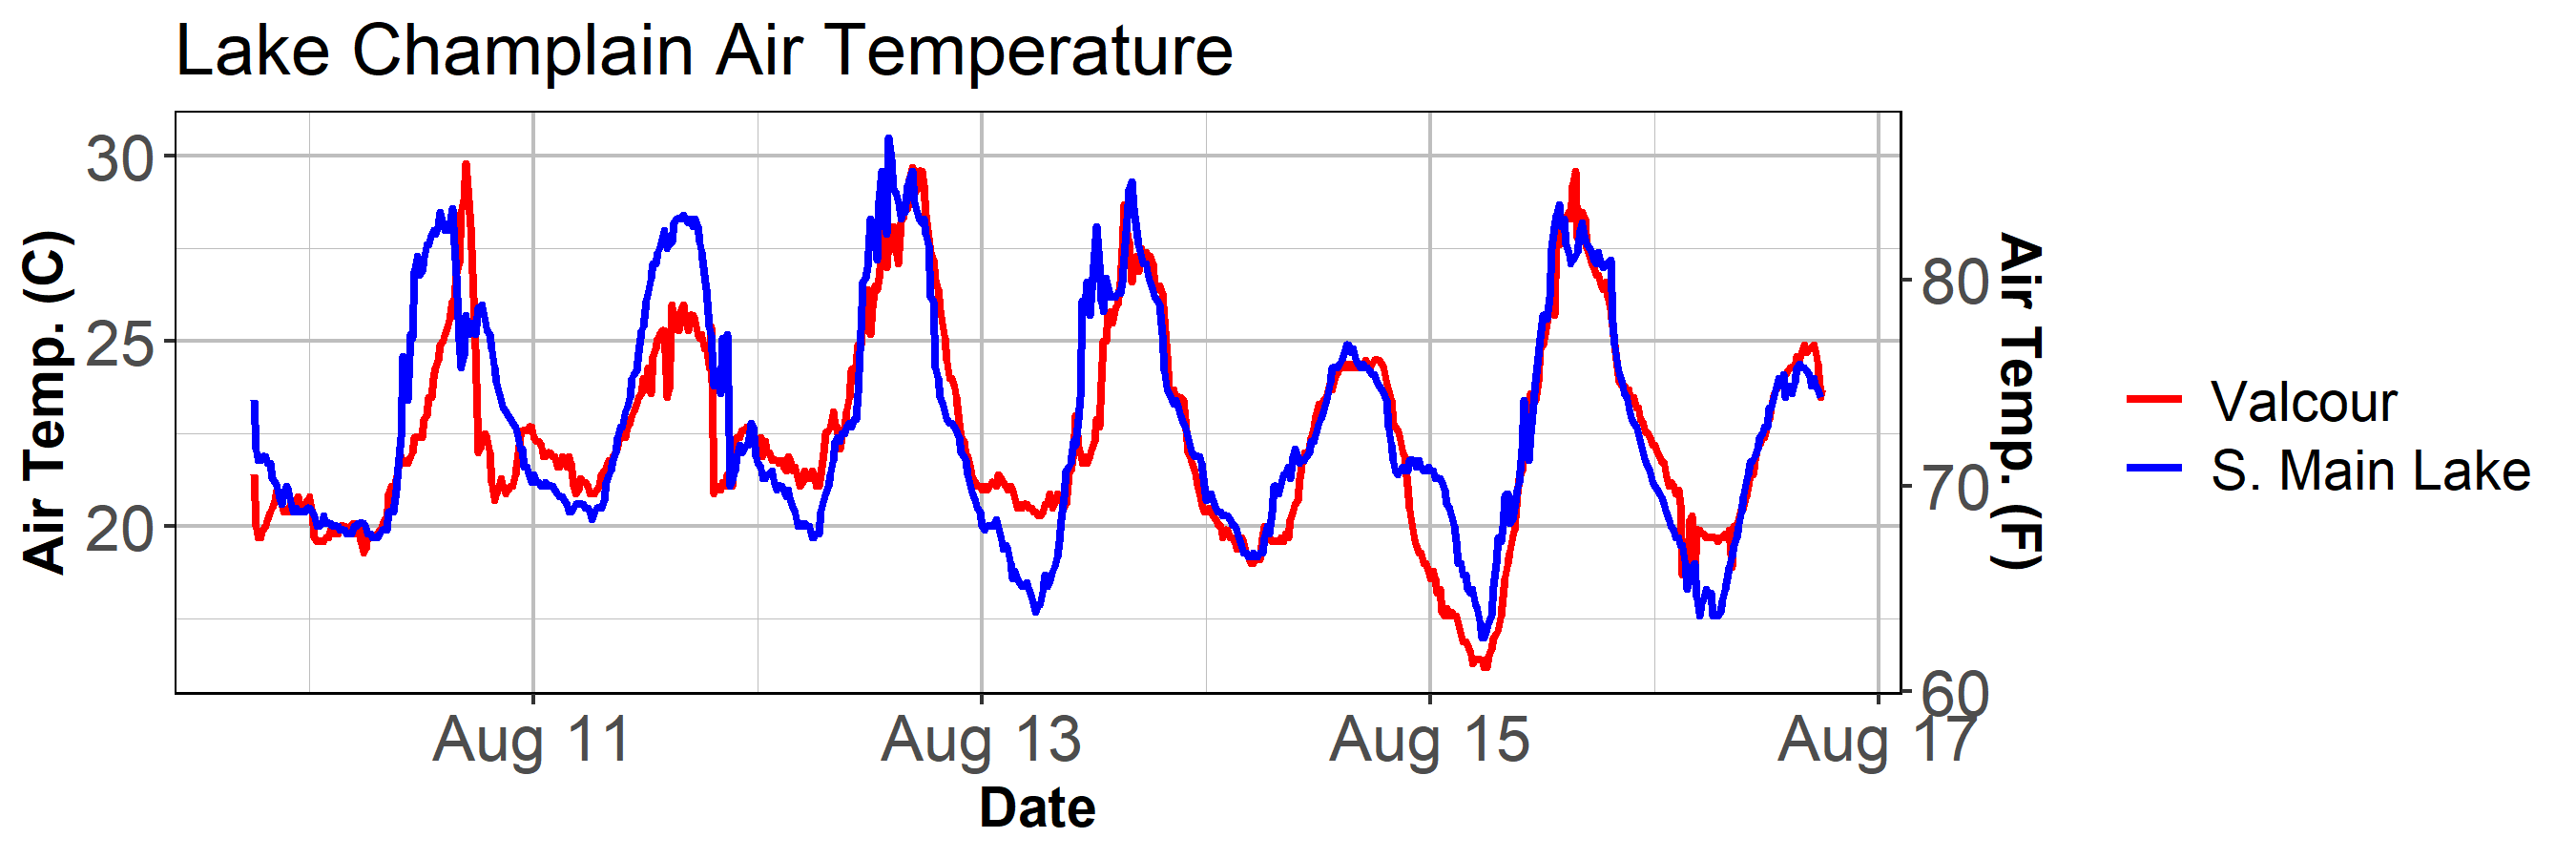 Lake Champlain Air Temperature
Air Temp. (C)
30
25
20
Air Temp. (F)
80
70
60
Aug 11
Aug 13
Aug 15
Aug 17
Date
Valcour
S. Main Lake